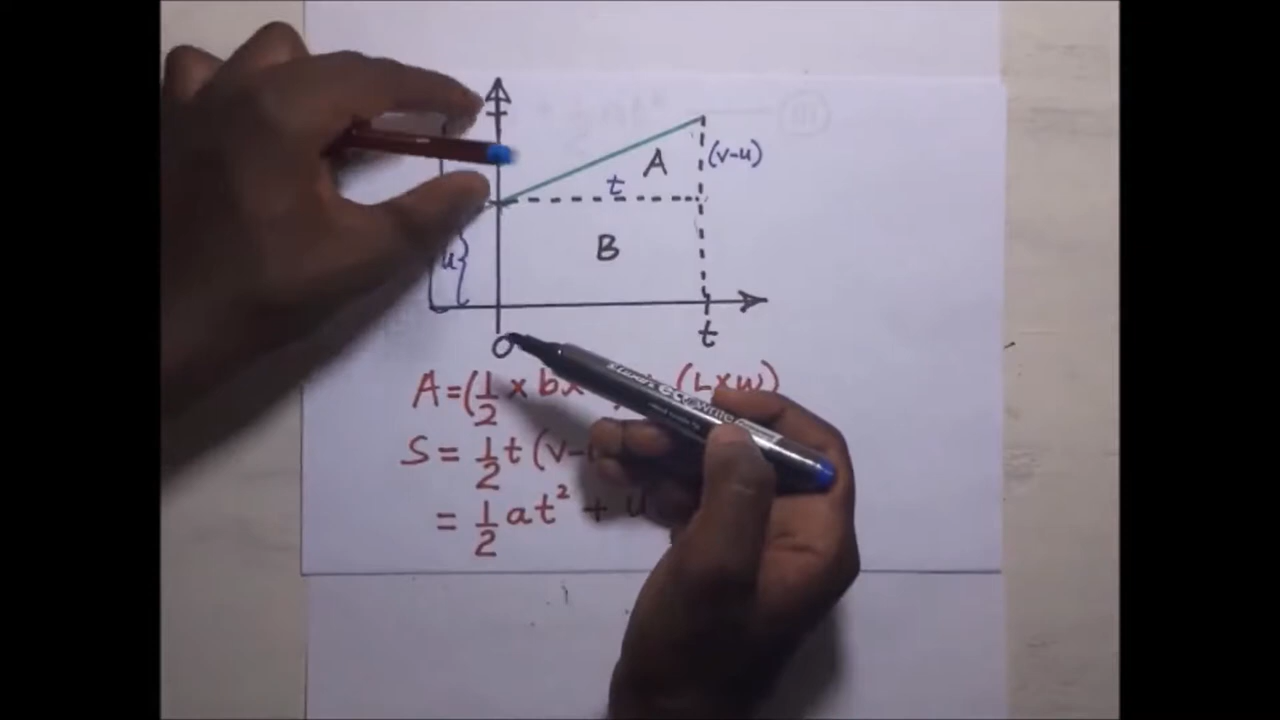 A
(v-u)
t
B
u
t
O
A = (1/2 x b x (L x W)
S = 1/2 t (v-
= 1/2 at² + u